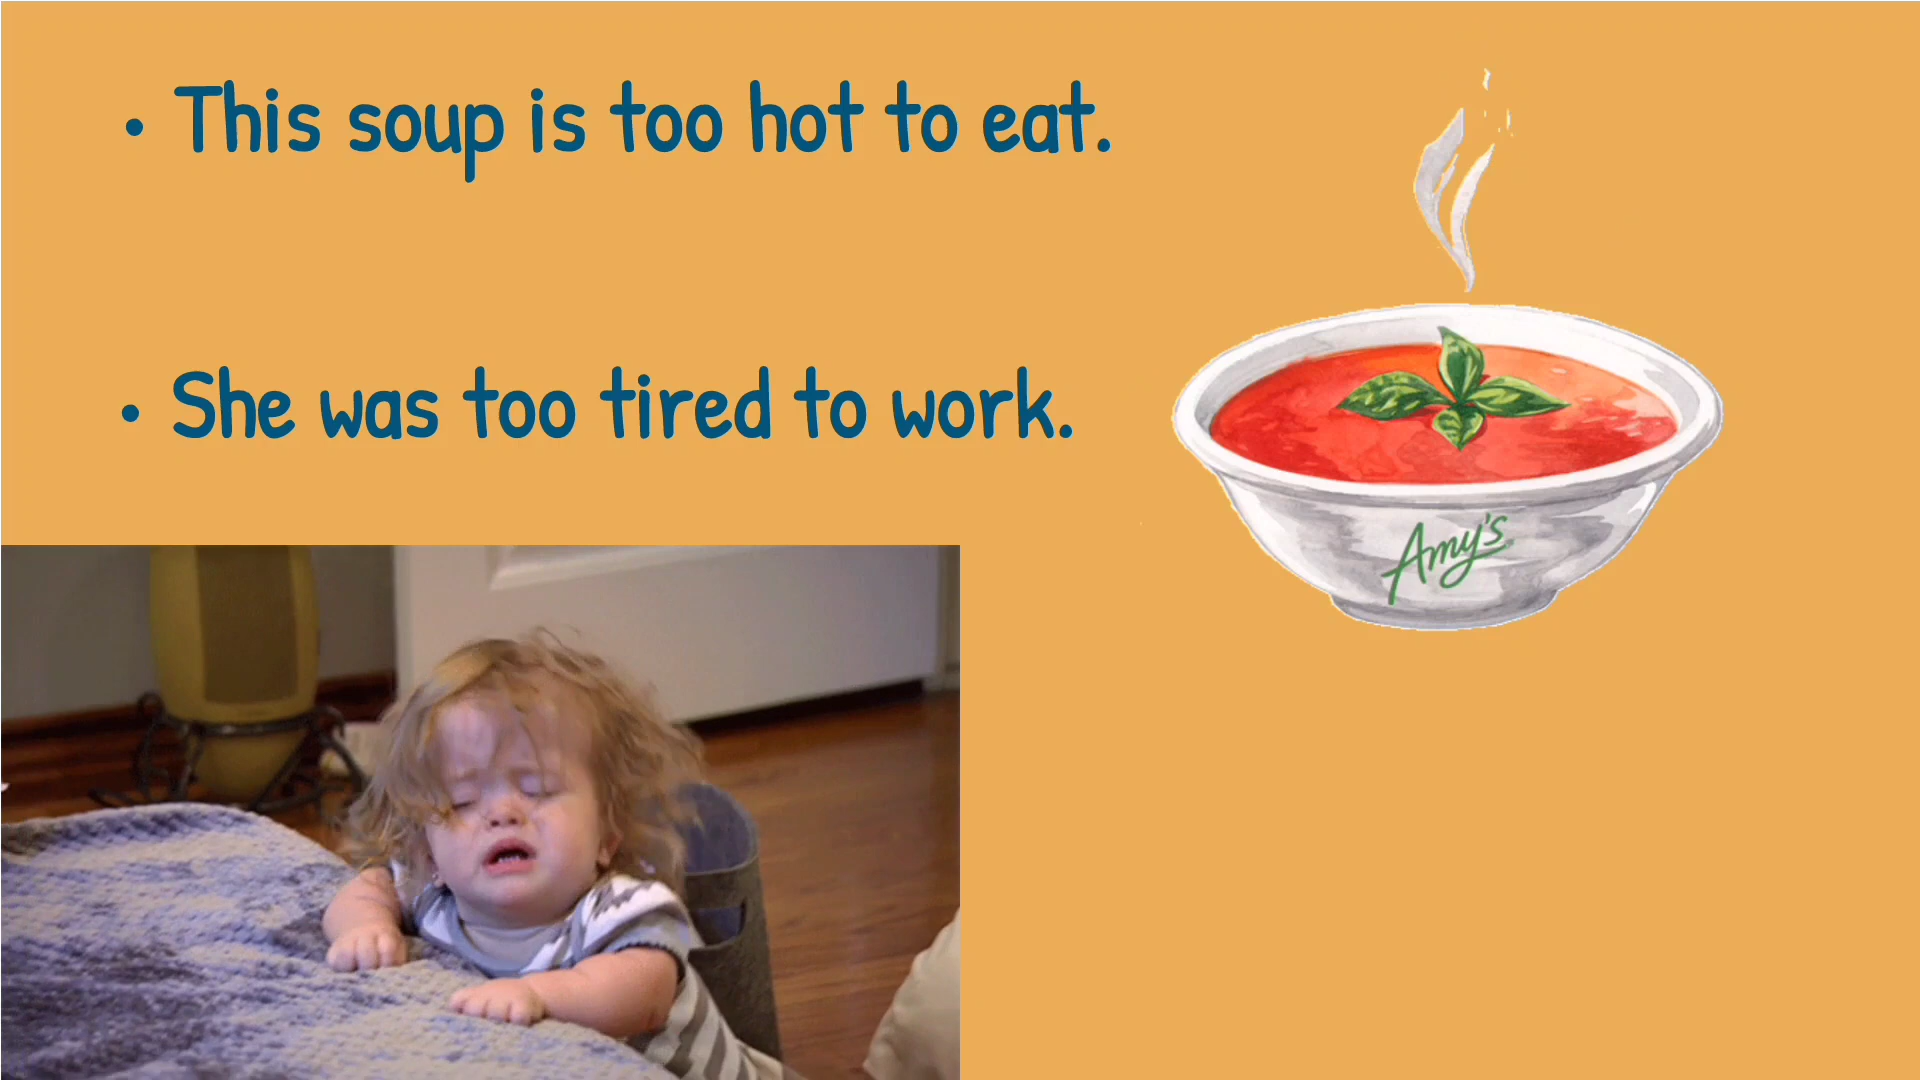 • This soup is too hot to eat.
• She was too tired to work.
Amy's